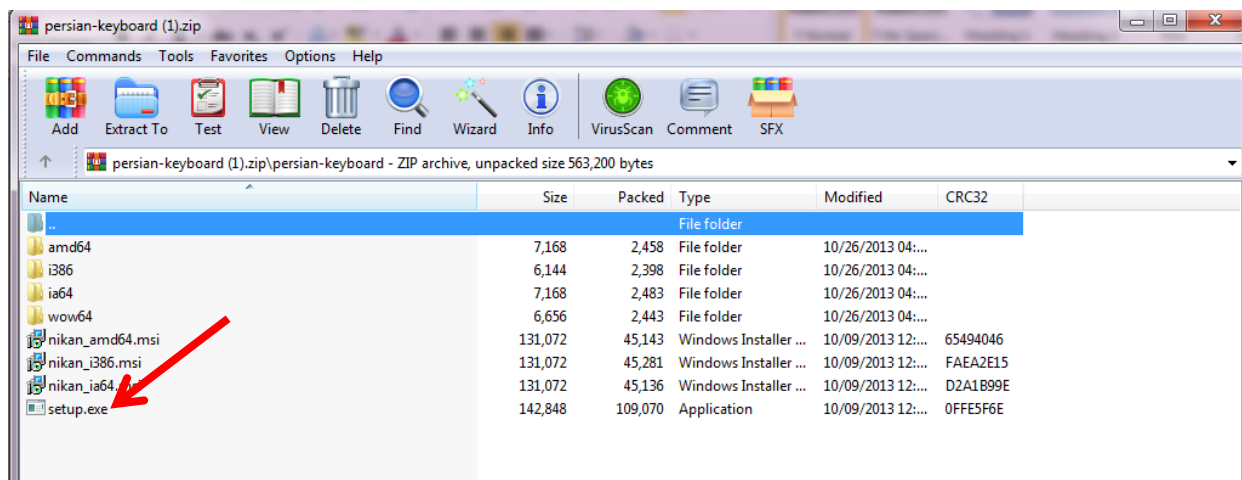 persian-keyboard (1).zip
File Commands Tools Favorites Options Help
Add Extract To Test View Delete Find Wizard Info VirusScan Comment SFX
persian-keyboard (1).zip\persian-keyboard - ZIP archive, unpacked size 563,200 bytes
Name Size Packed Type Modified CRC32
.. File folder
amd64 7,168 2,458 File folder 10/26/2013 04:...
i386 6,144 2,398 File folder 10/26/2013 04:...
ia64 7,168 2,483 File folder 10/26/2013 04:...
wow64 6,656 2,443 File folder 10/26/2013 04:...
nikan_amd64.msi 131,072 45,143 Windows Installer ... 10/09/2013 12:... 65494046
nikan_i386.msi 131,072 45,281 Windows Installer ... 10/09/2013 12:... FAEA2E15
nikan_ia64.msi 131,072 45,136 Windows Installer ... 10/09/2013 12:... D2A1B99E
setup.exe 142,848 109,070 Application 10/09/2013 12:... 0FFE5F6E